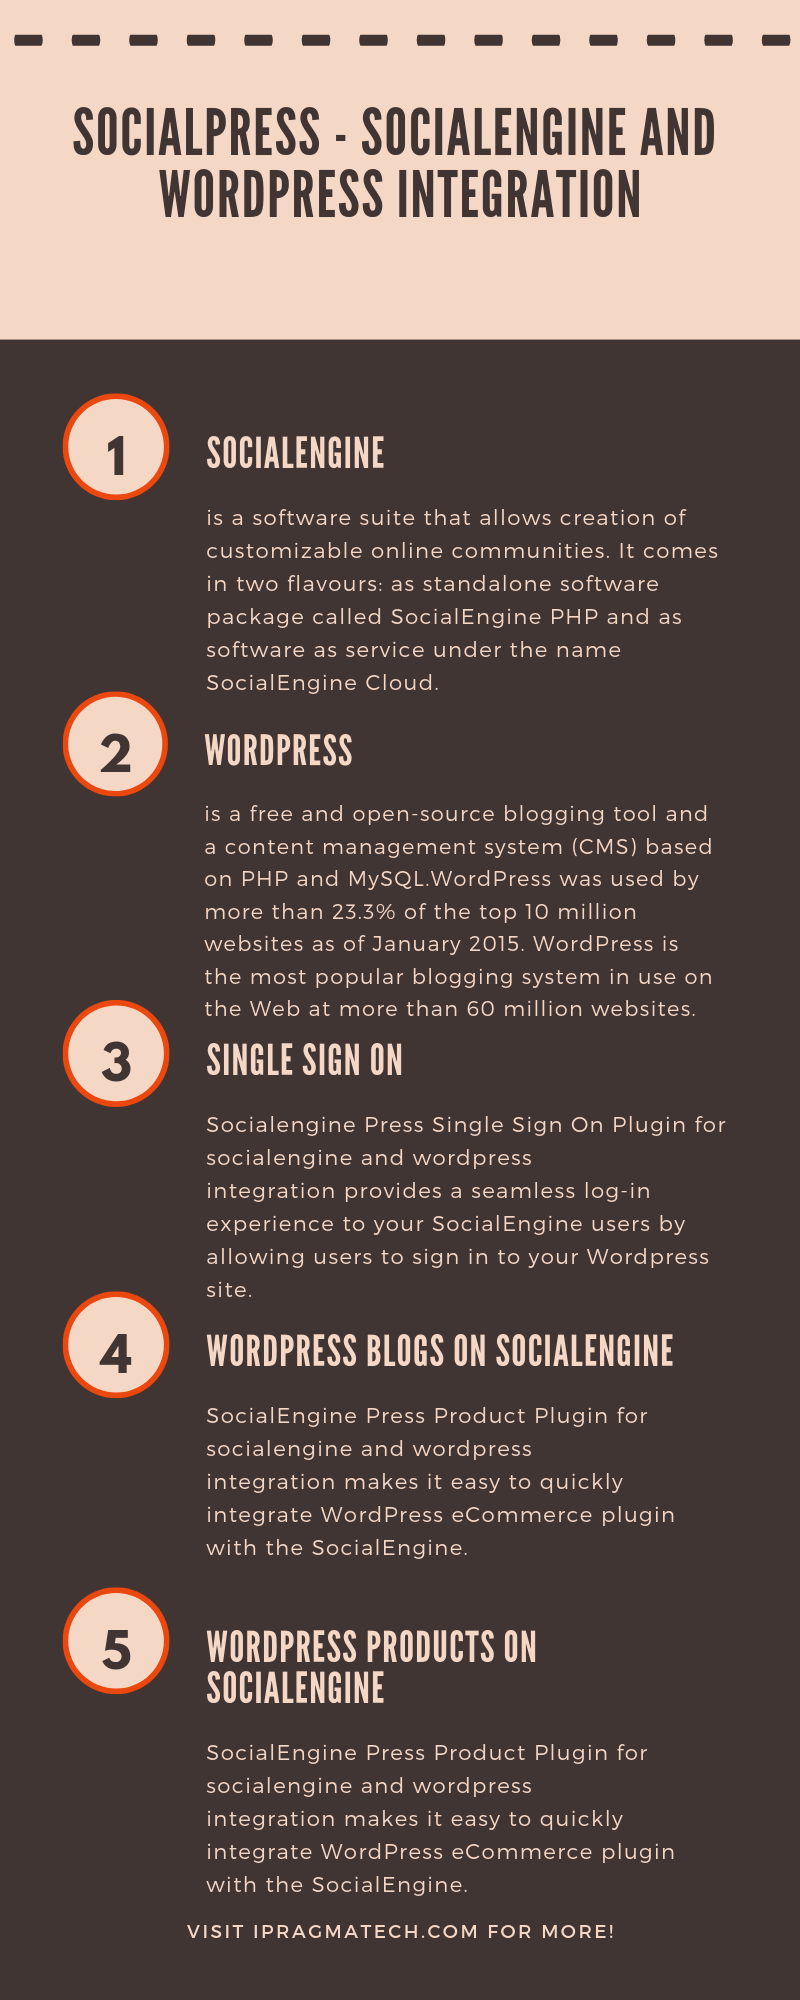 SOCIALPRESS - SOCIALENGINE AND
WORDPRESS INTEGRATION
1
SOCIALENGINE
is a software suite that allows creation of
customizable online communities. It comes
in two flavours: as standalone software
package called SocialEngine PHP and as
software as service under the name
SocialEngine Cloud.
2
WORDPRESS
is a free and open-source blogging tool and
a content management system (CMS) based
on PHP and MySQL.WordPress was used by
more than 23.3% of the top 10 million
websites as of January 2015. WordPress is
the most popular blogging system in use on
the Web at more than 60 million websites.
3
SINGLE SIGN ON
Socialengine Press Single Sign On Plugin for
socialengine and wordpress
integration provides a seamless log-in
experience to your SocialEngine users by
allowing users to sign in to your Wordpress
site.
4
WORDPRESS BLOGS ON SOCIALENGINE
SocialEngine Press Product Plugin for
socialengine and wordpress
integration makes it easy to quickly
integrate WordPress eCommerce plugin
with the SocialEngine.
5
WORDPRESS PRODUCTS ON
SOCIALENGINE
SocialEngine Press Product Plugin for
socialengine and wordpress
integration makes it easy to quickly
integrate WordPress eCommerce plugin
with the SocialEngine.
VISIT IPRAGMATECH.COM FOR MORE!